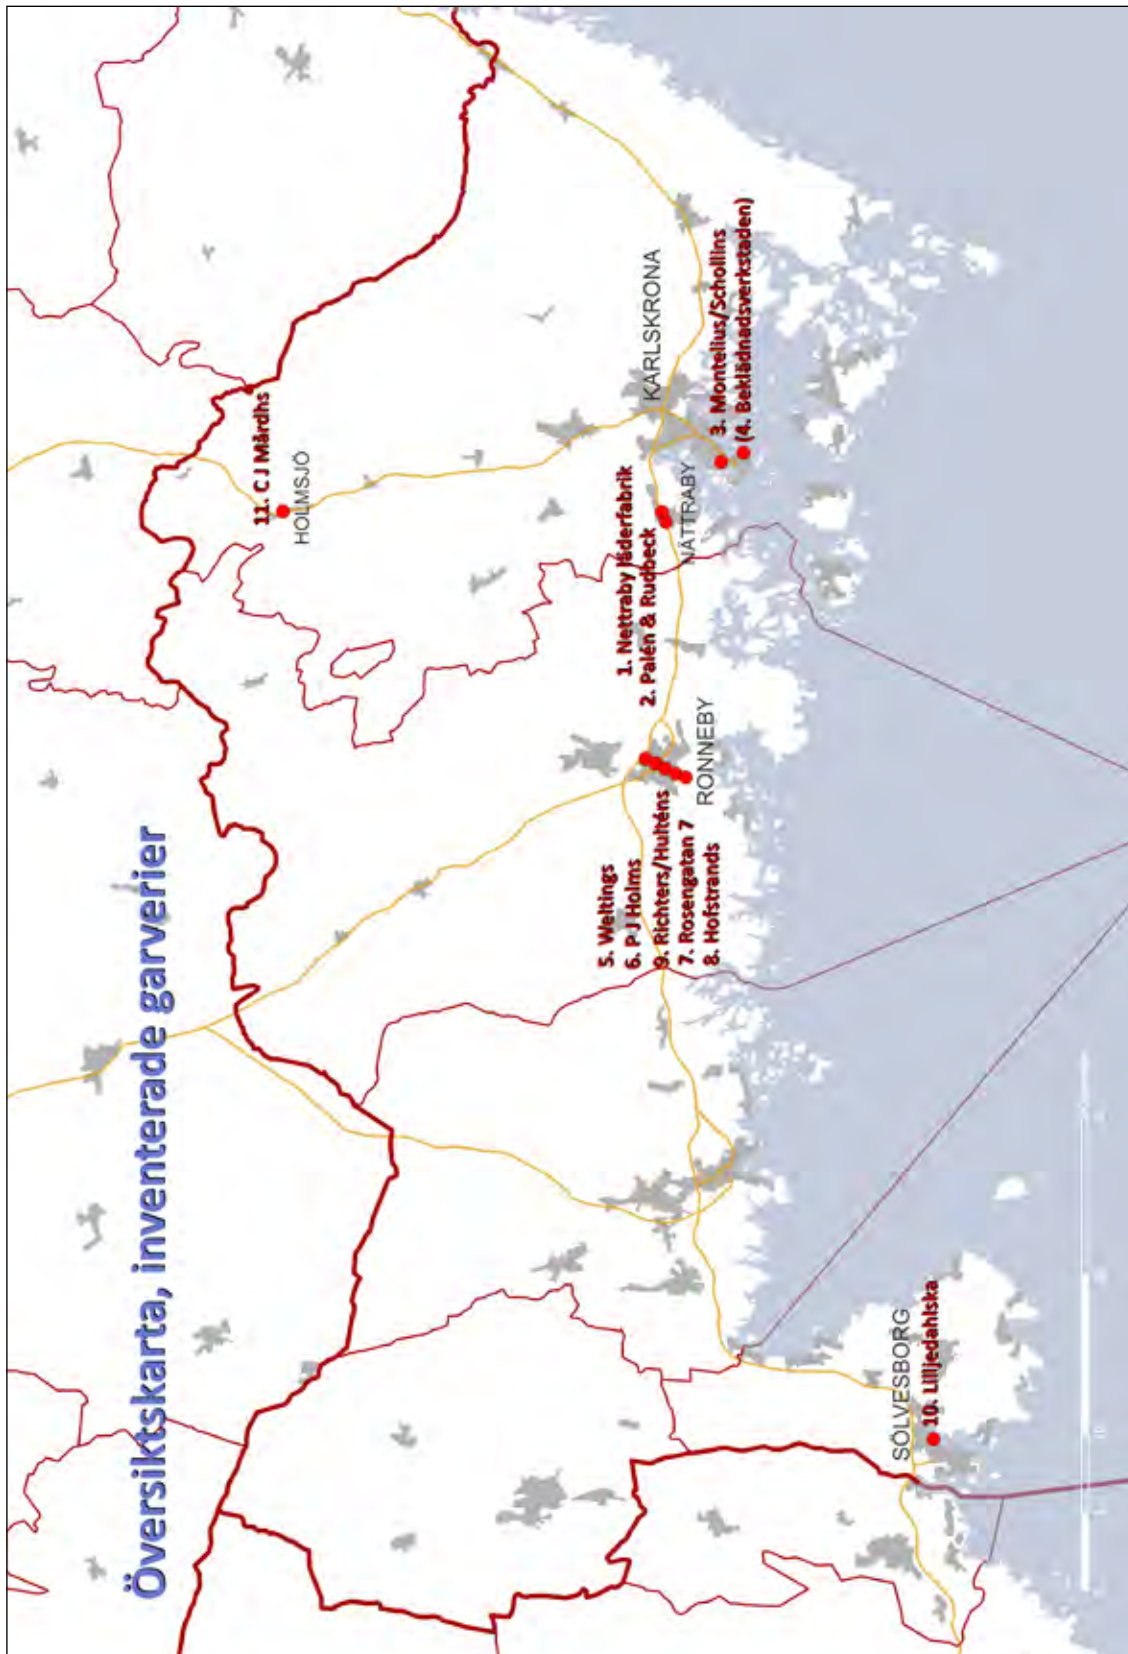 Översiktskarta, inventerade garverier
11. C J Mårdhs
HOLMSJÖ
KARLSKRONA
3. Montelius/Schollins
(4. Beklädnadsverkstaden)
1. Nettraby läderfabrik
2. Palén & Rudbeck
NÄTTRABY
5. Weltings
6. P J Holms
9. Richters/Hulténs
7. Rosengatan 7
8. Hofstrands
RONNEBY
SÖLVESBORG
10. Lilljedahlska